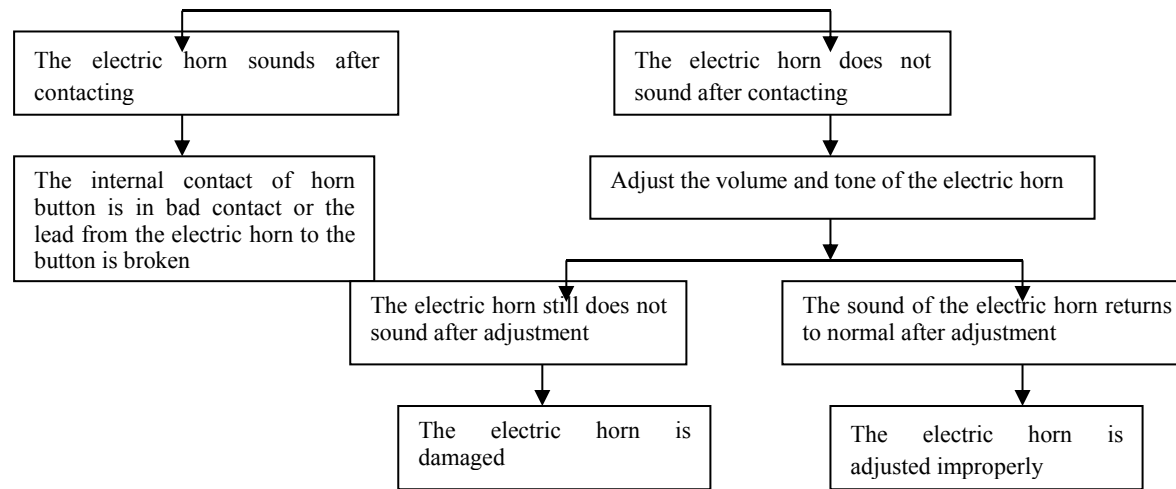 The electric horn sounds after
contacting
The electric horn does not
sound after contacting
The internal contact of horn
button is in bad contact or the
lead from the electric horn to the
button is broken
Adjust the volume and tone of the electric horn
The electric horn still does not
sound after adjustment
The sound of the electric horn returns
to normal after adjustment
The electric horn is
damaged
The electric horn is
adjusted improperly